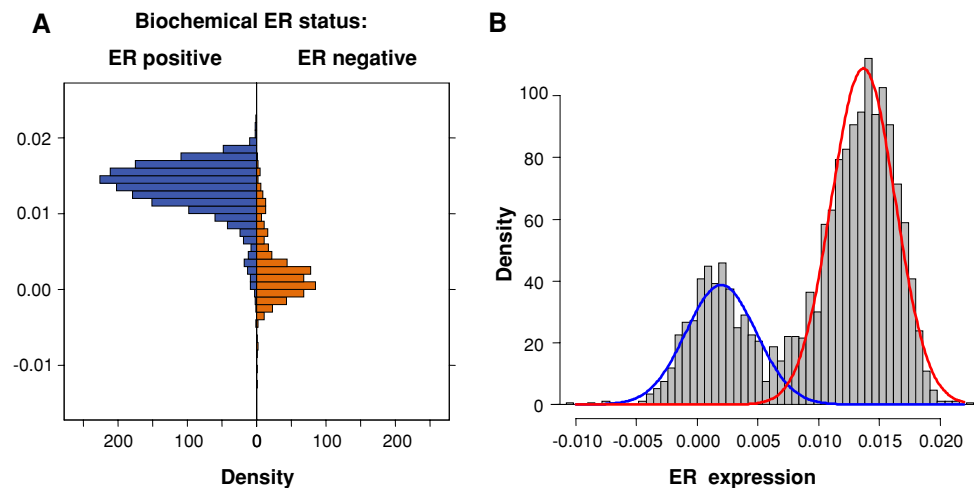 A
Biochemical ER status:
ER positive
ER negative
0.02
0.01
0.00
-0.01
200 100 0 100 200
Density
B
100
80
60
40
20
0
Density
-0.010 -0.005 0.000 0.005 0.010 0.015 0.020
ER expression